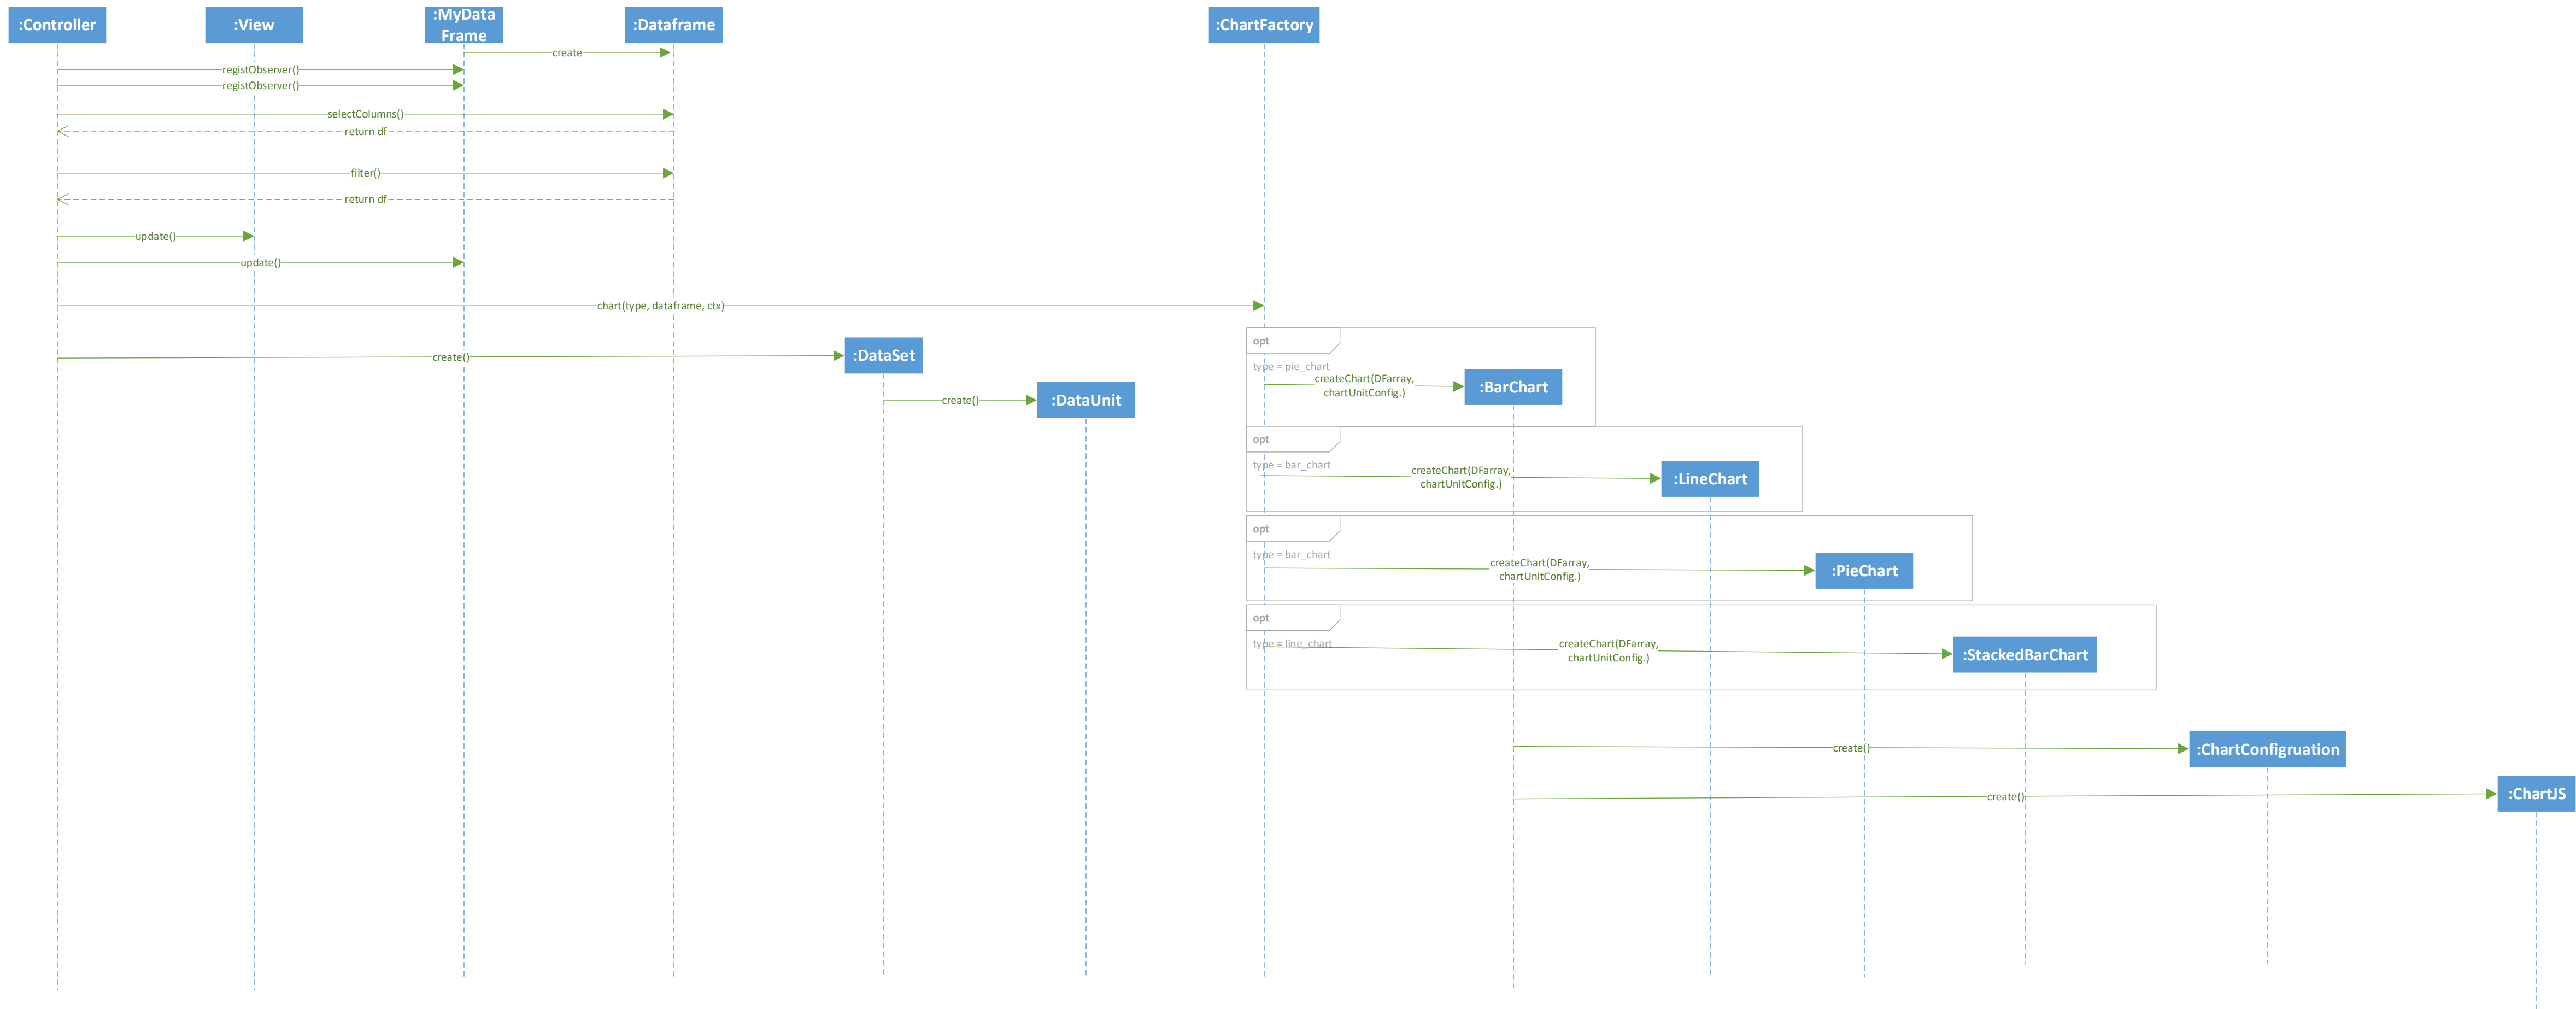 :Controller
:View
:MyData
Frame
:Dataframe
:ChartFactory
create
registObserver()
registObserver()
selectColumns()
return df
filter()
return df
update()
update()
chart(type, dataframe, ctx)
create()
:DataSet
create()
:DataUnit
opt
type = pie_chart
createChart(DFarray,
chartUnitConfig.)
:BarChart
opt
type = bar_chart
createChart(DFarray,
chartUnitConfig.)
:LineChart
opt
type = bar_chart
createChart(DFarray,
chartUnitConfig.)
:PieChart
opt
type = line_chart
createChart(DFarray,
chartUnitConfig.)
:StackedBarChart
create()
:ChartConfigruation
create()
:ChartJS